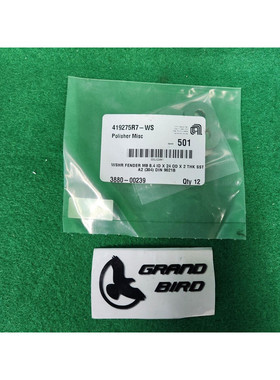 419275R7-WS
Polisher Misc
501
WSHR FENDER M8 8.4 ID X 24 OD X 2 THK SST
A2 (304) DIN 9021B
3880-00239
Qty 12
GRAND
BIRD